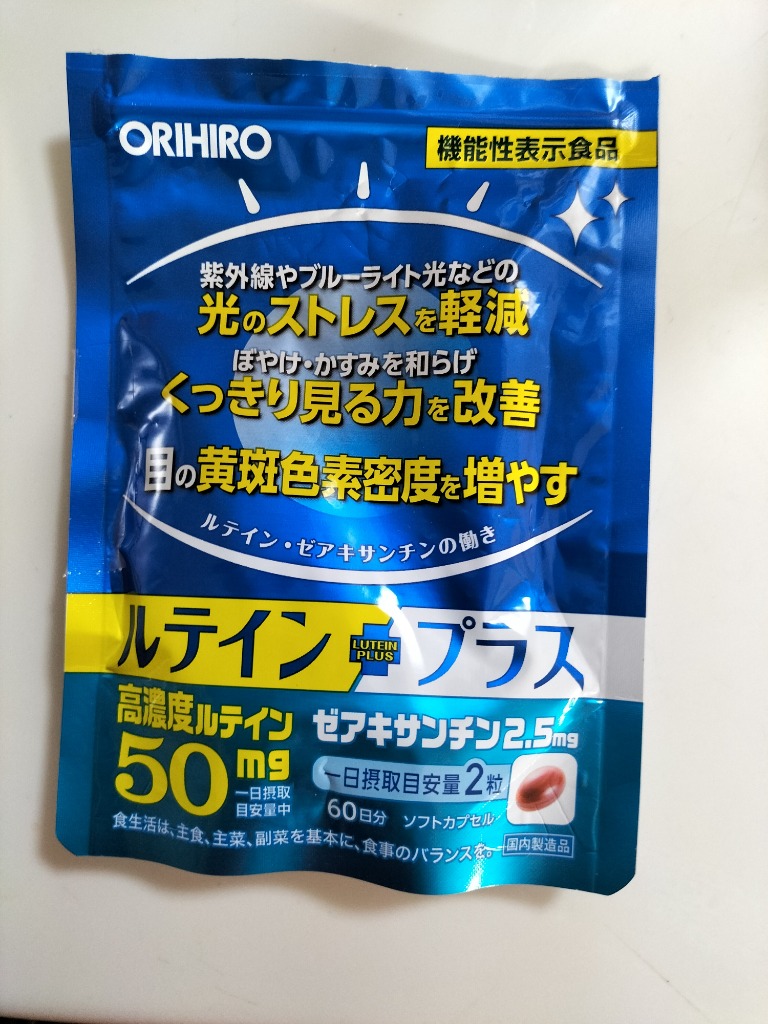 ORIHIRO
機能性表示食品
紫外線やブルーライト光などの
光のストレスを軽減
ぼやけ・かすみを和らげ
くっきり見る力を改善
目の黄斑色素密度を増やす
ルテイン・ゼアキサンチンの働き
ルテイン
LUTEIN
PLUS
プラス
高濃度ルテイン
50mg
一日摂取
目安量中
ゼアキサンチン2.5mg
一日摂取目安量2粒
60日分 ソフトカプセル
食生活は、主食、主菜、副菜を基本に、食事のバランスを。
国内製造品